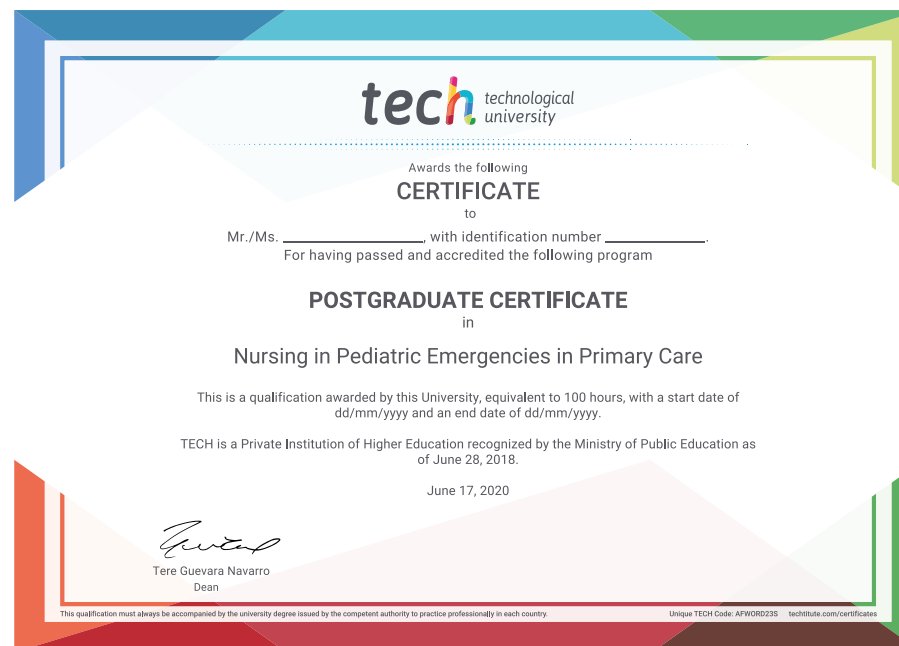 tech technological
university
Awards the following
CERTIFICATE
to
Mr./Ms. ____________________, with identification number ______________.
For having passed and accredited the following program
POSTGRADUATE CERTIFICATE
in
Nursing in Pediatric Emergencies in Primary Care
This is a qualification awarded by this University, equivalent to 100 hours, with a start date of
dd/mm/yyyy and an end date of dd/mm/yyyy.
TECH is a Private Institution of Higher Education recognized by the Ministry of Public Education as
of June 28, 2018.
June 17, 2020
Tere Guevara Navarro
Dean
This qualification must always be accompanied by the university degree issued by the competent authority to practice professionally in each country. Unique TECH Code: AFWORD23S techtitute.com/certificates